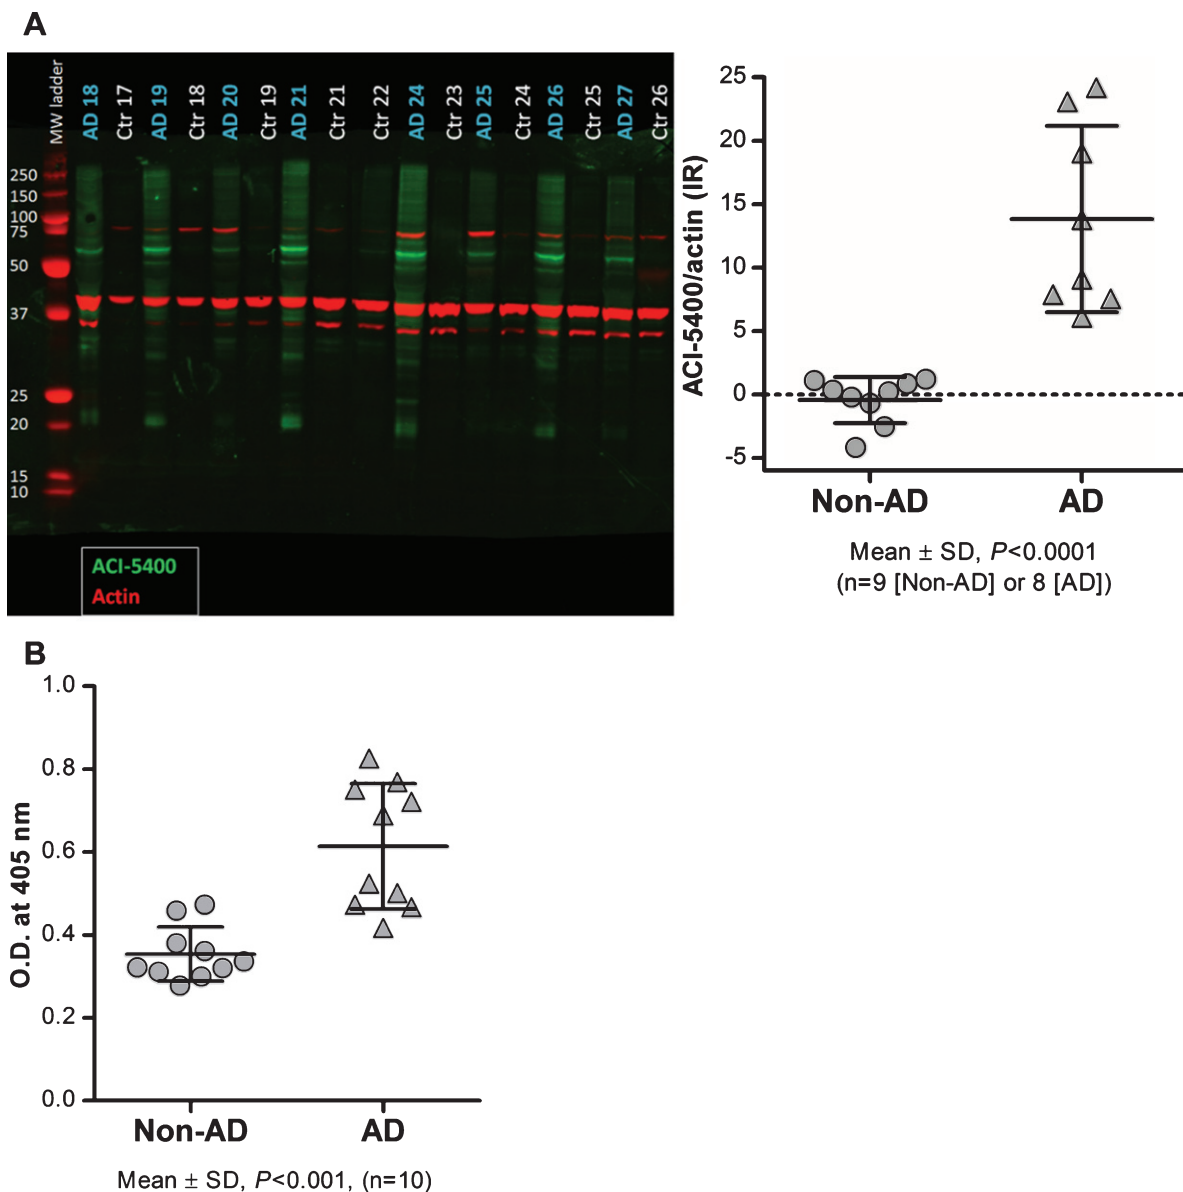 A
MW ladder
AD 18
Ctr 17
AD 19
Ctr 18
AD 20
Ctr 19
AD 21
Ctr 21
Ctr 22
AD 24
Ctr 23
AD 25
Ctr 24
AD 26
Ctr 25
AD 27
Ctr 26
250
150
100
75
50
37
25
20
15
10
ACI-5400
Actin
ACI-5400/actin (IR)
25
20
15
10
5
0
-5
Non-AD
AD
Mean ± SD, P<0.0001
(n=9 [Non-AD] or 8 [AD])
B
O.D. at 405 nm
1.0
0.8
0.6
0.4
0.2
0.0
Non-AD
AD
Mean ± SD, P<0.001, (n=10)